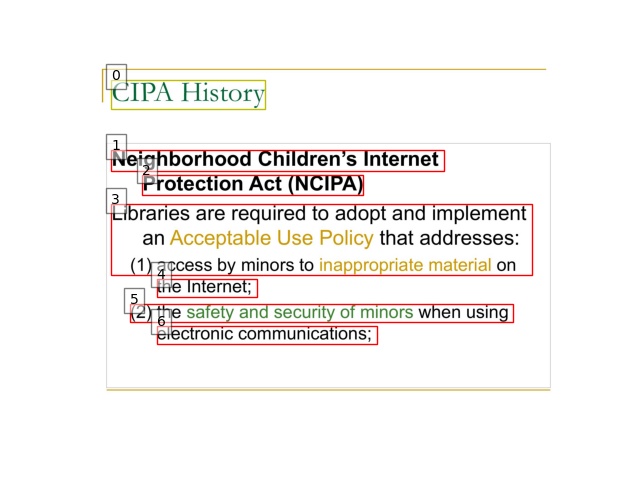 CIPA History
Neighborhood Children's Internet
Protection Act (NCIPA)
Libraries are required to adopt and implement
an Acceptable Use Policy that addresses:
(1) access by minors to inappropriate material on
the Internet;
(2) the safety and security of minors when using
electronic communications;
0
1
2
3
4
5
6